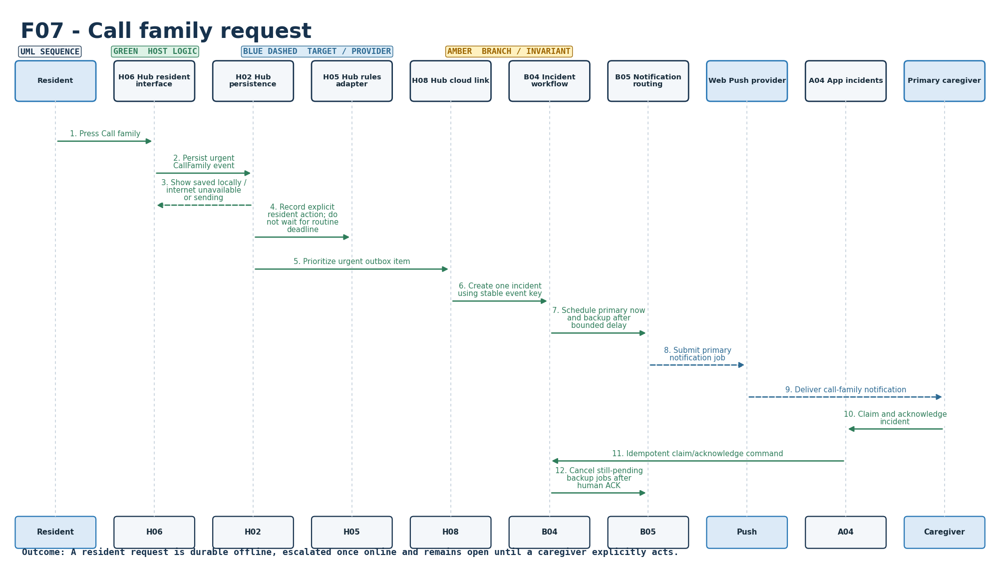 F07 - Call family request
UML SEQUENCE
GREEN  HOST LOGIC
BLUE DASHED  TARGET / PROVIDER
AMBER  BRANCH / INVARIANT
Resident
H06 Hub resident
interface
H02 Hub
persistence
H05 Hub rules
adapter
H08 Hub cloud link
B04 Incident
workflow
B05 Notification
routing
Web Push provider
A04 App incidents
Primary caregiver
1. Press Call family
2. Persist urgent
CallFamily event
3. Show saved locally /
internet unavailable
or sending
4. Record explicit
resident action; do
not wait for routine
deadline
5. Prioritize urgent outbox item
6. Create one incident
using stable event key
7. Schedule primary now
and backup after
bounded delay
8. Submit primary
notification job
9. Deliver call-family notification
10. Claim and acknowledge
incident
11. Idempotent claim/acknowledge command
12. Cancel still-pending
backup jobs after
human ACK
Resident
H06
H02
H05
H08
B04
B05
Push
A04
Caregiver
Outcome: A resident request is durable offline, escalated once online and remains open until a caregiver explicitly acts.